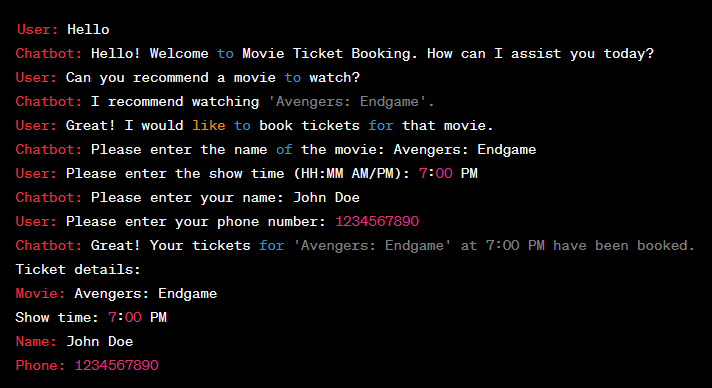 User: Hello
Chatbot: Hello! Welcome to Movie Ticket Booking. How can I assist you today?
User: Can you recommend a movie to watch?
Chatbot: I recommend watching 'Avengers: Endgame'.
User: Great! I would like to book tickets for that movie.
Chatbot: Please enter the name of the movie: Avengers: Endgame
User: Please enter the show time (HH:MM AM/PM): 7:00 PM
Chatbot: Please enter your name: John Doe
User: Please enter your phone number: 1234567890
Chatbot: Great! Your tickets for 'Avengers: Endgame' at 7:00 PM have been booked.
Ticket details:
Movie: Avengers: Endgame
Show time: 7:00 PM
Name: John Doe
Phone: 1234567890